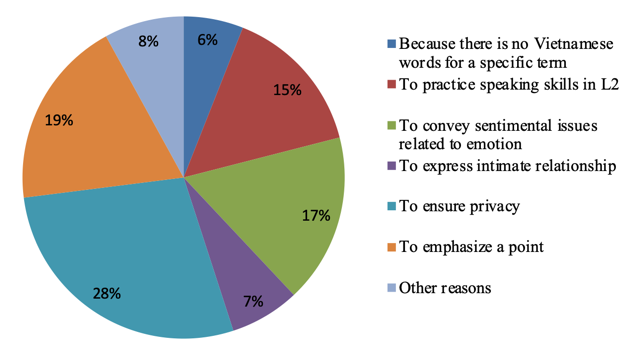 6%
15%
17%
7%
28%
19%
8%
Because there is no Vietnamese
words for a specific term
To practice speaking skills in L2
To convey sentimental issues
related to emotion
To express intimate relationship
To ensure privacy
To emphasize a point
Other reasons